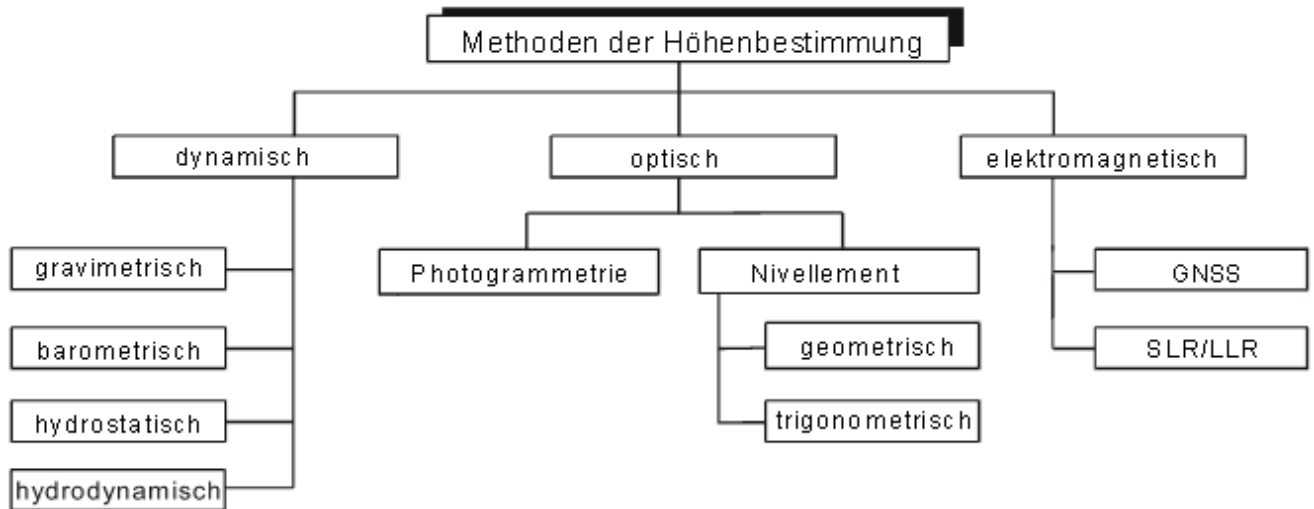 Methoden der Höhenbestimmung
dynamisch
optisch
elektromagnetisch
gravimetrisch
barometrisch
hydrostatisch
hydrodynamisch
Photogrammetrie
Nivellement
geometrisch
trigonometrisch
GNSS
SLR/LLR